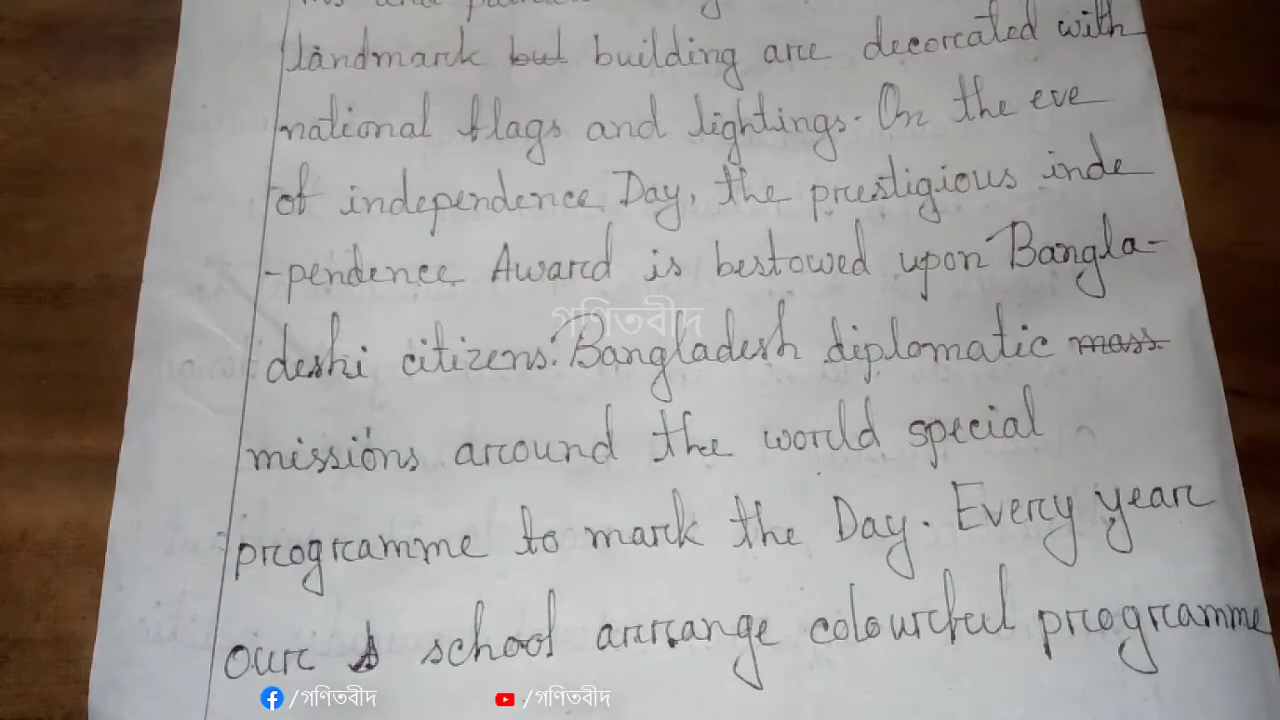 landmark but building are decorated with
national flags and lightings. On the eve
of independence Day, the prestigious inde
-pendence Award is bestowed upon Bangla-
deshi citizens. Bangladesh diplomatic mass
গণিতবীদ
missions around the world special
programme to mark the Day. Every year
our school arrange colourful programme
/গণিতবীদ
/গণিতবীদ